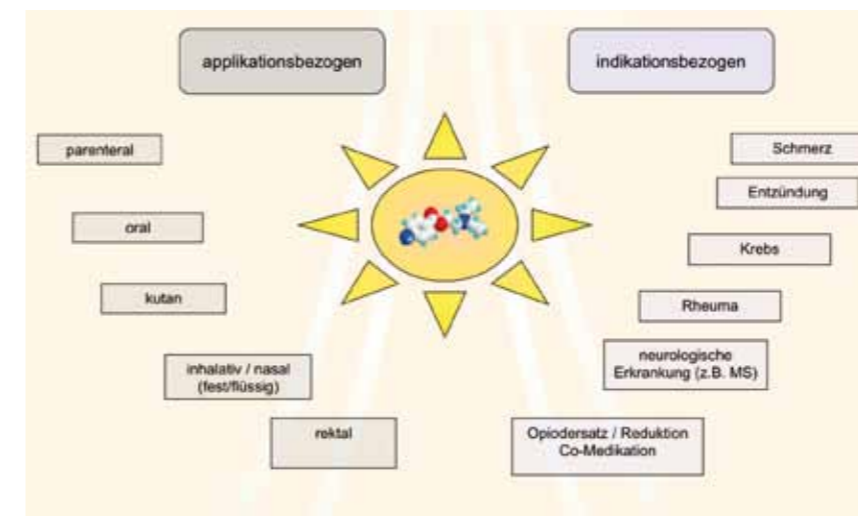 applikationsbezogen
indikationsbezogen
parenteral
oral
kutan
inhalativ / nasal
(fest/flüssig)
rektal
Schmerz
Entzündung
Krebs
Rheuma
neurologische
Erkrankung (z.B. MS)
Opiodersatz / Reduktion
Co-Medikation